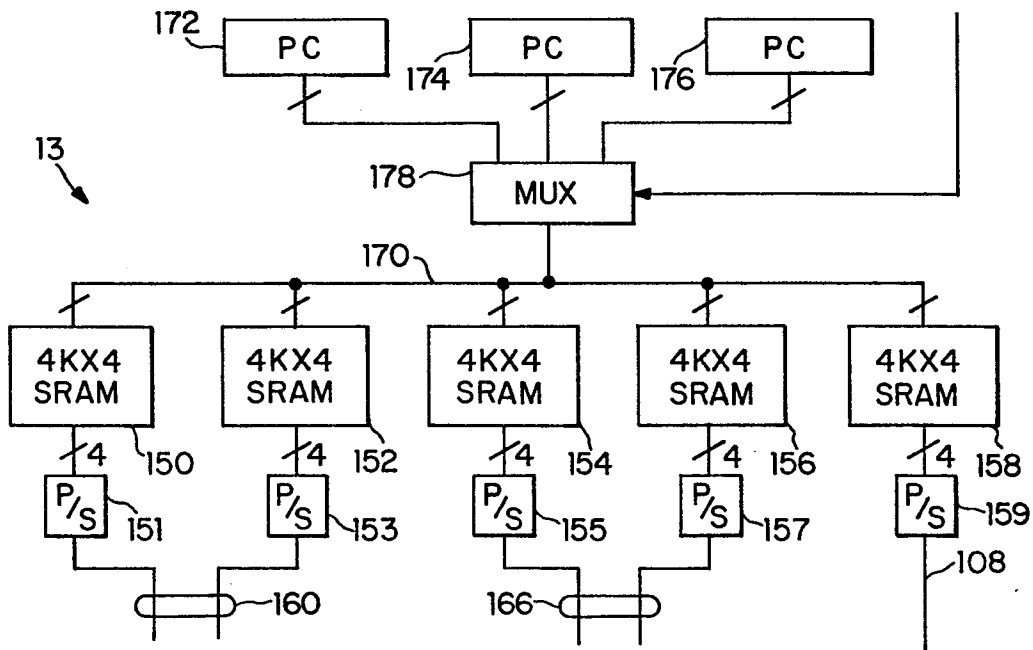 172
PC
174
PC
176
PC
13
178
MUX
170
4KX4
SRAM
4KX4
SRAM
4KX4
SRAM
4KX4
SRAM
4KX4
SRAM
4
150
4
152
4
154
4
156
4
158
P/S
151
P/S
153
P/S
155
P/S
157
P/S
159
160
166
108